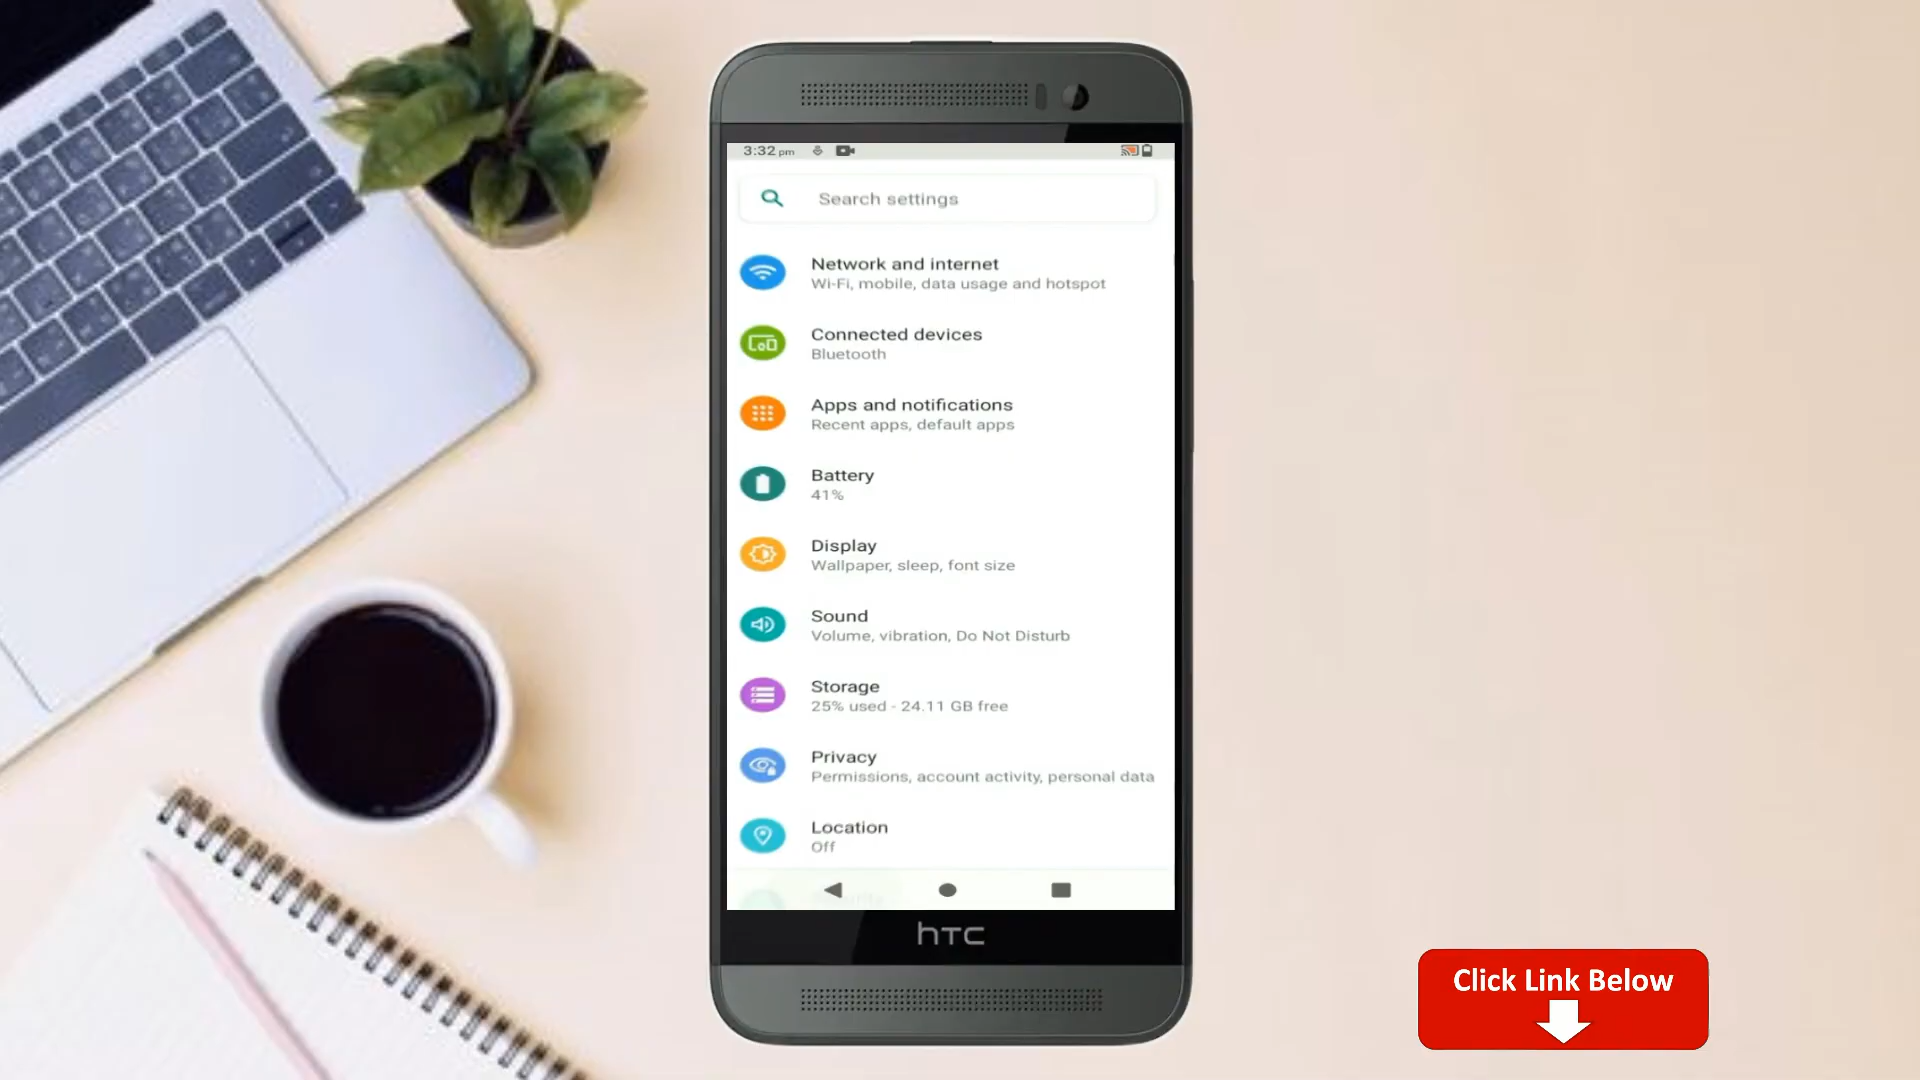 3:32 pm
Search settings
Network and internet
Wi-Fi, mobile, data usage and hotspot
Connected devices
Bluetooth
Apps and notifications
Recent apps, default apps
Battery
41%
Display
Wallpaper, sleep, font size
Sound
Volume, vibration, Do Not Disturb
Storage
25% used - 24.11 GB free
Privacy
Permissions, account activity, personal data
Location
Off
hTC
Click Link Below